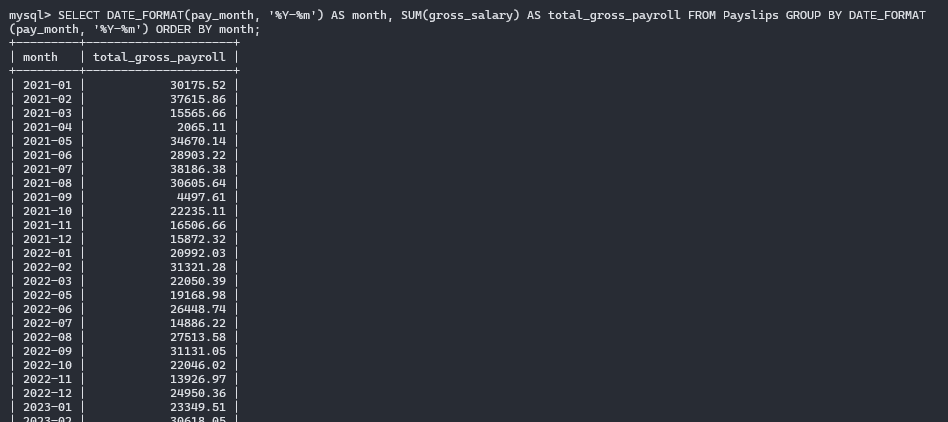 mysql> SELECT DATE_FORMAT(pay_month, '%Y-%m') AS month, SUM(gross_salary) AS total_gross_payroll FROM Payslips GROUP BY DATE_FORMAT
(pay_month, '%Y-%m') ORDER BY month;
+---------+---------------------+
| month   | total_gross_payroll |
+---------+---------------------+
| 2021-01 |            30175.52 |
| 2021-02 |            37615.86 |
| 2021-03 |            15565.66 |
| 2021-04 |             2065.11 |
| 2021-05 |            34670.14 |
| 2021-06 |            28903.22 |
| 2021-07 |            38186.38 |
| 2021-08 |            30605.64 |
| 2021-09 |             4497.61 |
| 2021-10 |            22235.11 |
| 2021-11 |            16506.66 |
| 2021-12 |            15872.32 |
| 2022-01 |            20992.03 |
| 2022-02 |            31321.28 |
| 2022-03 |            22050.39 |
| 2022-05 |            19168.98 |
| 2022-06 |            26448.74 |
| 2022-07 |            14886.22 |
| 2022-08 |            27513.58 |
| 2022-09 |            31131.05 |
| 2022-10 |            22046.02 |
| 2022-11 |            13926.97 |
| 2022-12 |            24950.36 |
| 2023-01 |            23349.51 |
| 2023-02 |            30618.05 |